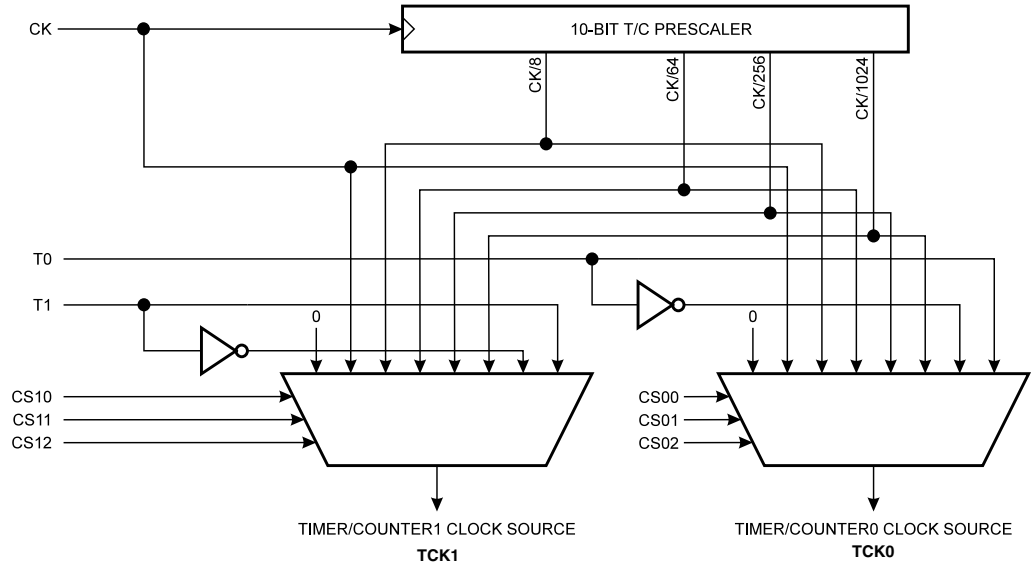 CK
10-BIT T/C PRESCALER
CK/8
CK/64
CK/256
CK/1024
T0
T1
0
0
CS10
CS11
CS12
CS00
CS01
CS02
TIMER/COUNTER1 CLOCK SOURCE
TCK1
TIMER/COUNTER0 CLOCK SOURCE
TCK0